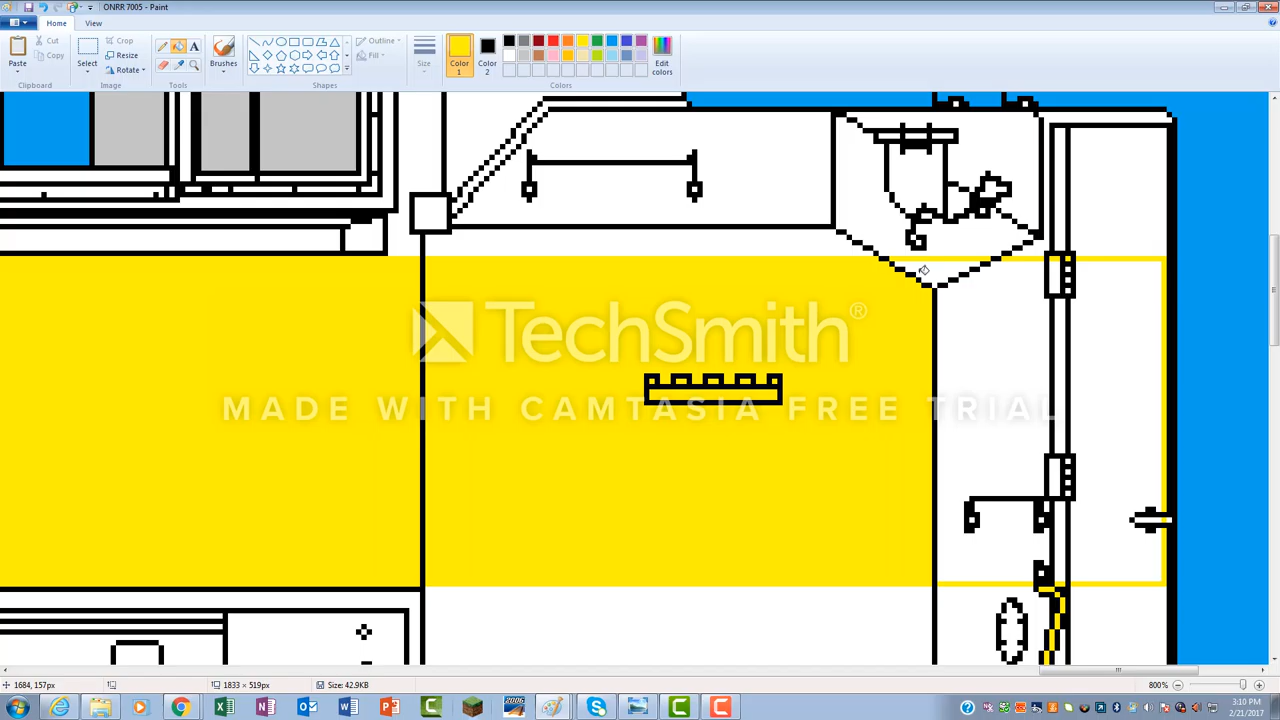 ONRR 7005 - Paint
Home View
Paste
Cut
Copy
Clipboard
Select
Crop
Resize
Rotate
Image
A
Tools
Brushes
Outline
Fill
Shapes
Size
Color 1
Color 2
Edit colors
Colors
TechSmith®
MADE WITH CAMTASIA FREE TRIAL
1684, 157px
1833 × 519px
Size: 42.9KB
800%
3:10 PM
2/21/2017